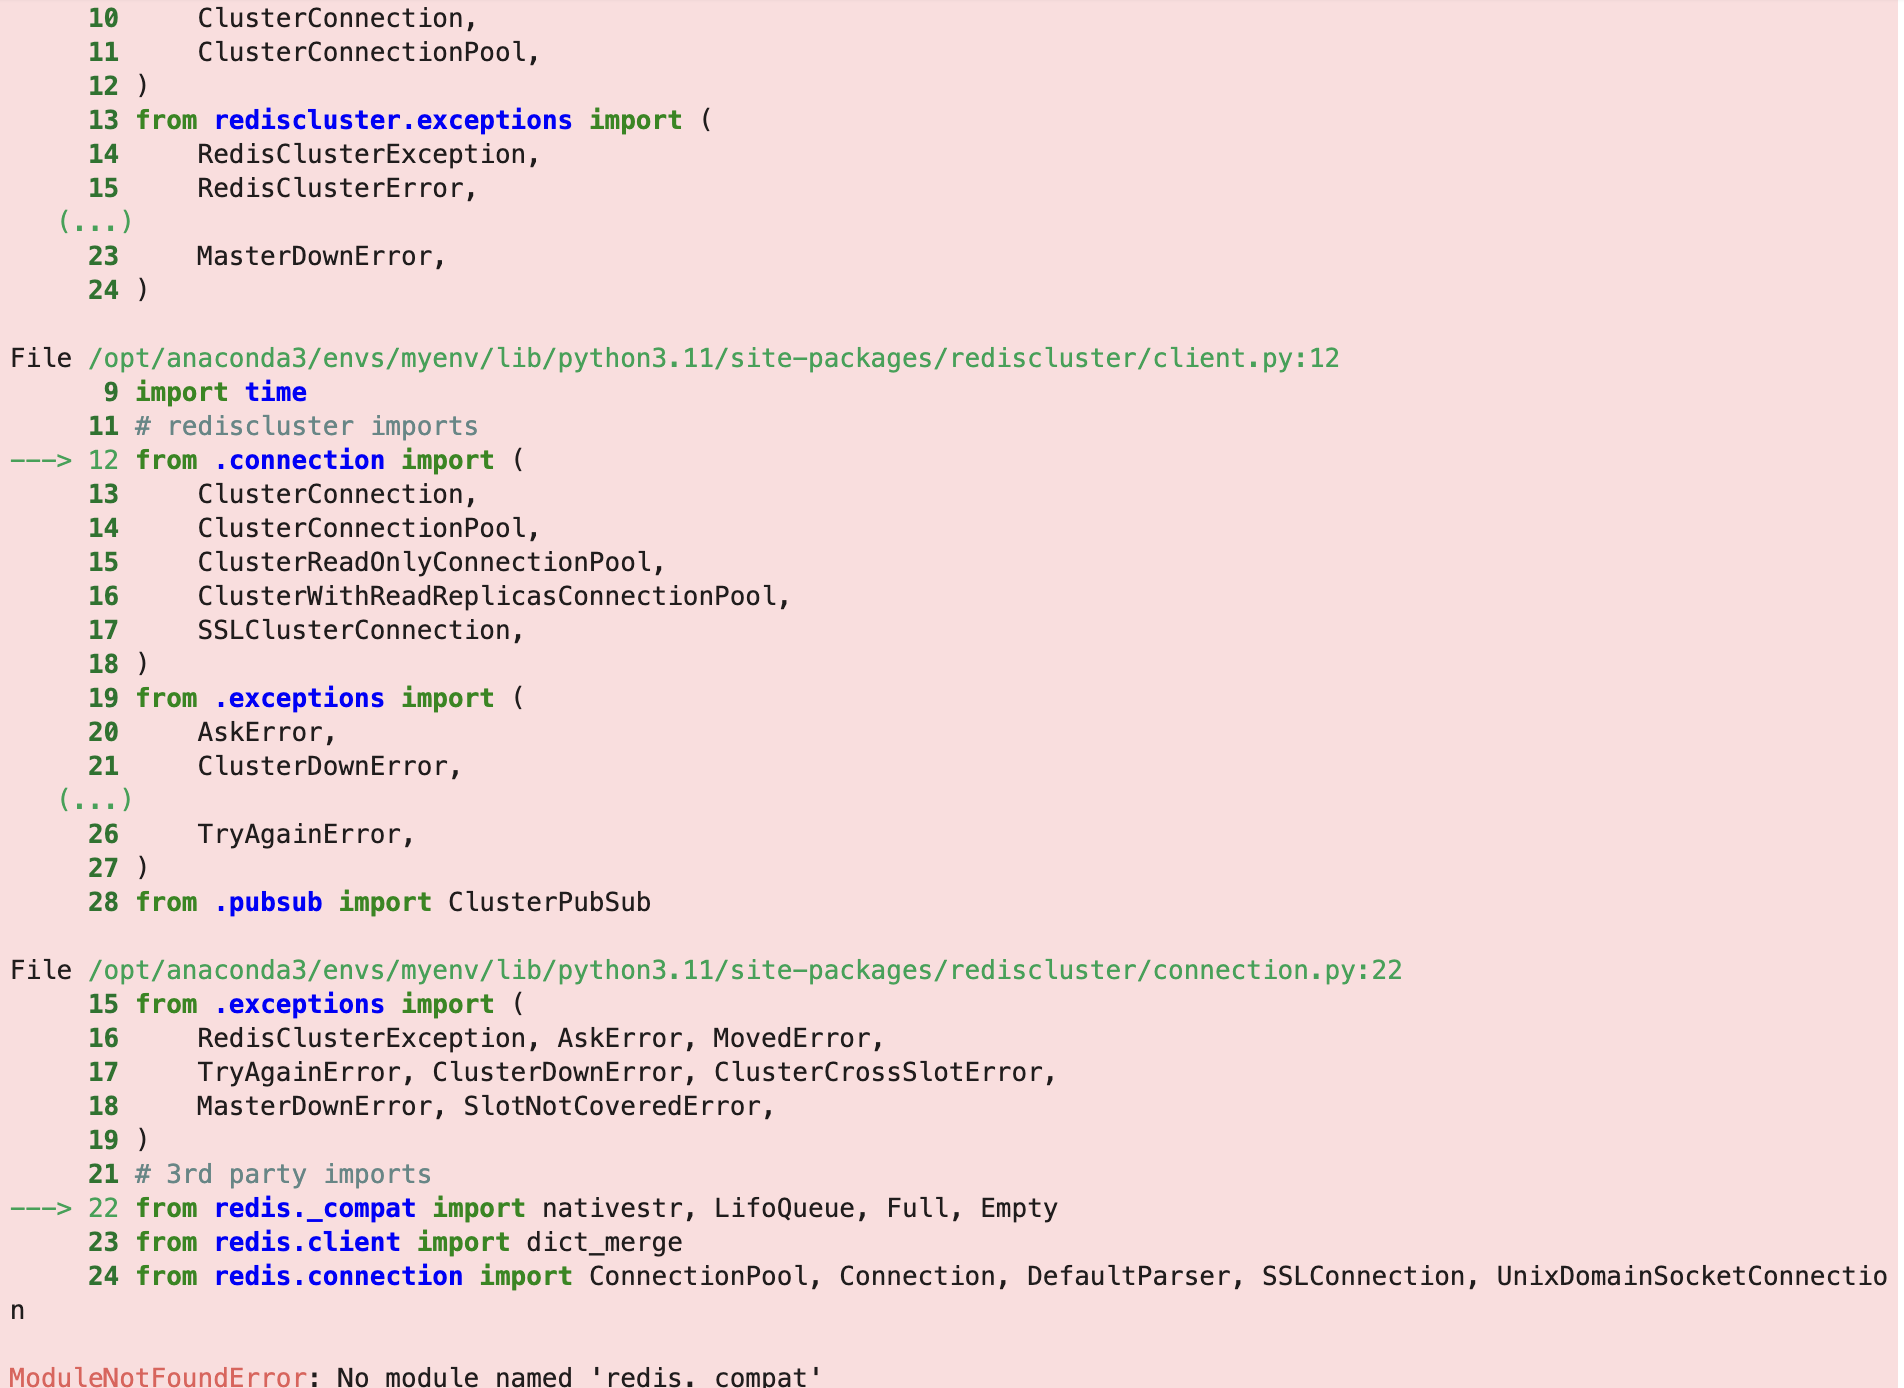 10     ClusterConnection,
11     ClusterConnectionPool,
12 )
13 from rediscluster.exceptions import (
14     RedisClusterException,
15     RedisClusterError,
(...)
23     MasterDownError,
24 )
File /opt/anaconda3/envs/myenv/lib/python3.11/site-packages/rediscluster/client.py:12
9 import time
11 # rediscluster imports
---> 12 from .connection import (
13     ClusterConnection,
14     ClusterConnectionPool,
15     ClusterReadOnlyConnectionPool,
16     ClusterWithReadReplicasConnectionPool,
17     SSLClusterConnection,
18 )
19 from .exceptions import (
20     AskError,
21     ClusterDownError,
(...)
26     TryAgainError,
27 )
28 from .pubsub import ClusterPubSub
File /opt/anaconda3/envs/myenv/lib/python3.11/site-packages/rediscluster/connection.py:22
15 from .exceptions import (
16     RedisClusterException, AskError, MovedError,
17     TryAgainError, ClusterDownError, ClusterCrossSlotError,
18     MasterDownError, SlotNotCoveredError,
19 )
21 # 3rd party imports
---> 22 from redis._compat import nativestr, LifoQueue, Full, Empty
23 from redis.client import dict_merge
24 from redis.connection import ConnectionPool, Connection, DefaultParser, SSLConnection, UnixDomainSocketConnectio
n
ModuleNotFoundError: No module named 'redis._compat'